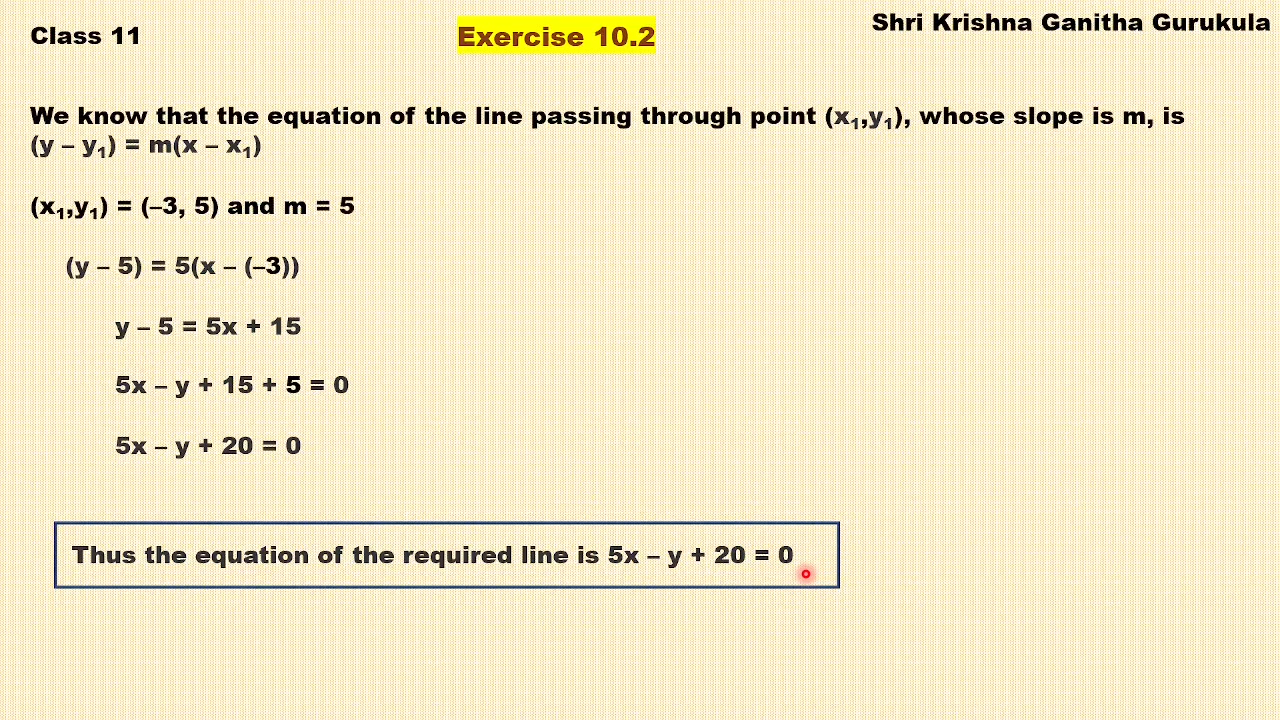 Class 11
Exercise 10.2
Shri Krishna Ganitha Gurukula
We know that the equation of the line passing through point (x₁,y₁), whose slope is m, is
(y – y₁) = m(x – x₁)
(x₁,y₁) = (–3, 5) and m = 5
(y – 5) = 5(x – (–3))
y – 5 = 5x + 15
5x – y + 15 + 5 = 0
5x – y + 20 = 0
Thus the equation of the required line is 5x – y + 20 = 0